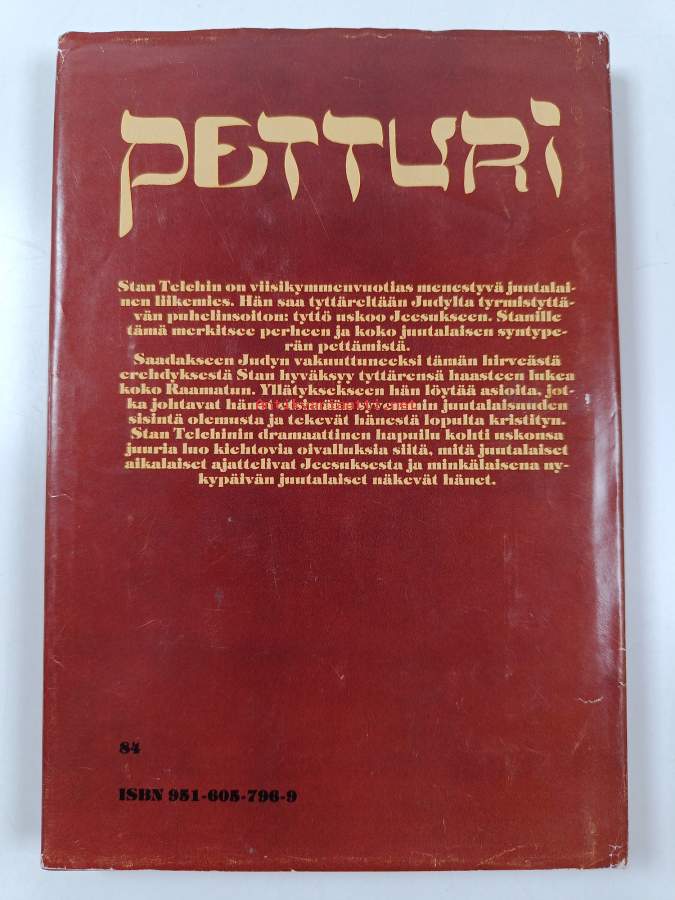 PETTURI
Stan Telchin on viisikymmenvuotias menestyvä juutalai-
nen liikemies. Hän saa tyttäreltään Judylta tyrmistyttä-
vän puhelinsoiton: tyttö uskoo Jeesukseen. Stanille
tämä merkitsee perheen ja koko juutalaisen syntype-
rän pettämistä.
Saadakseen Judyn vakuuttuneeksi tämän hirveästä
erehdyksestä Stan hyväksyy tyttärensä haasteen lukea
koko Raamatun. Yllätyksekseen hän löytää asioita, jot-
ka johtavat hänet juutalaisuuden
sisintä olemusta ja tekevät hänestä lopulta kristityn.
Stan Telchinin dramaattinen hapuilu kohti uskonsa
juuria luo kiehtovia oivalluksia siitä, mitä juutalaiset
aikalaiset ajattelivat Jeesuksesta ja minkälaisena ny-
kypäivän juutalaiset näkevät hänet.
84
ISBN 951-605-796-9